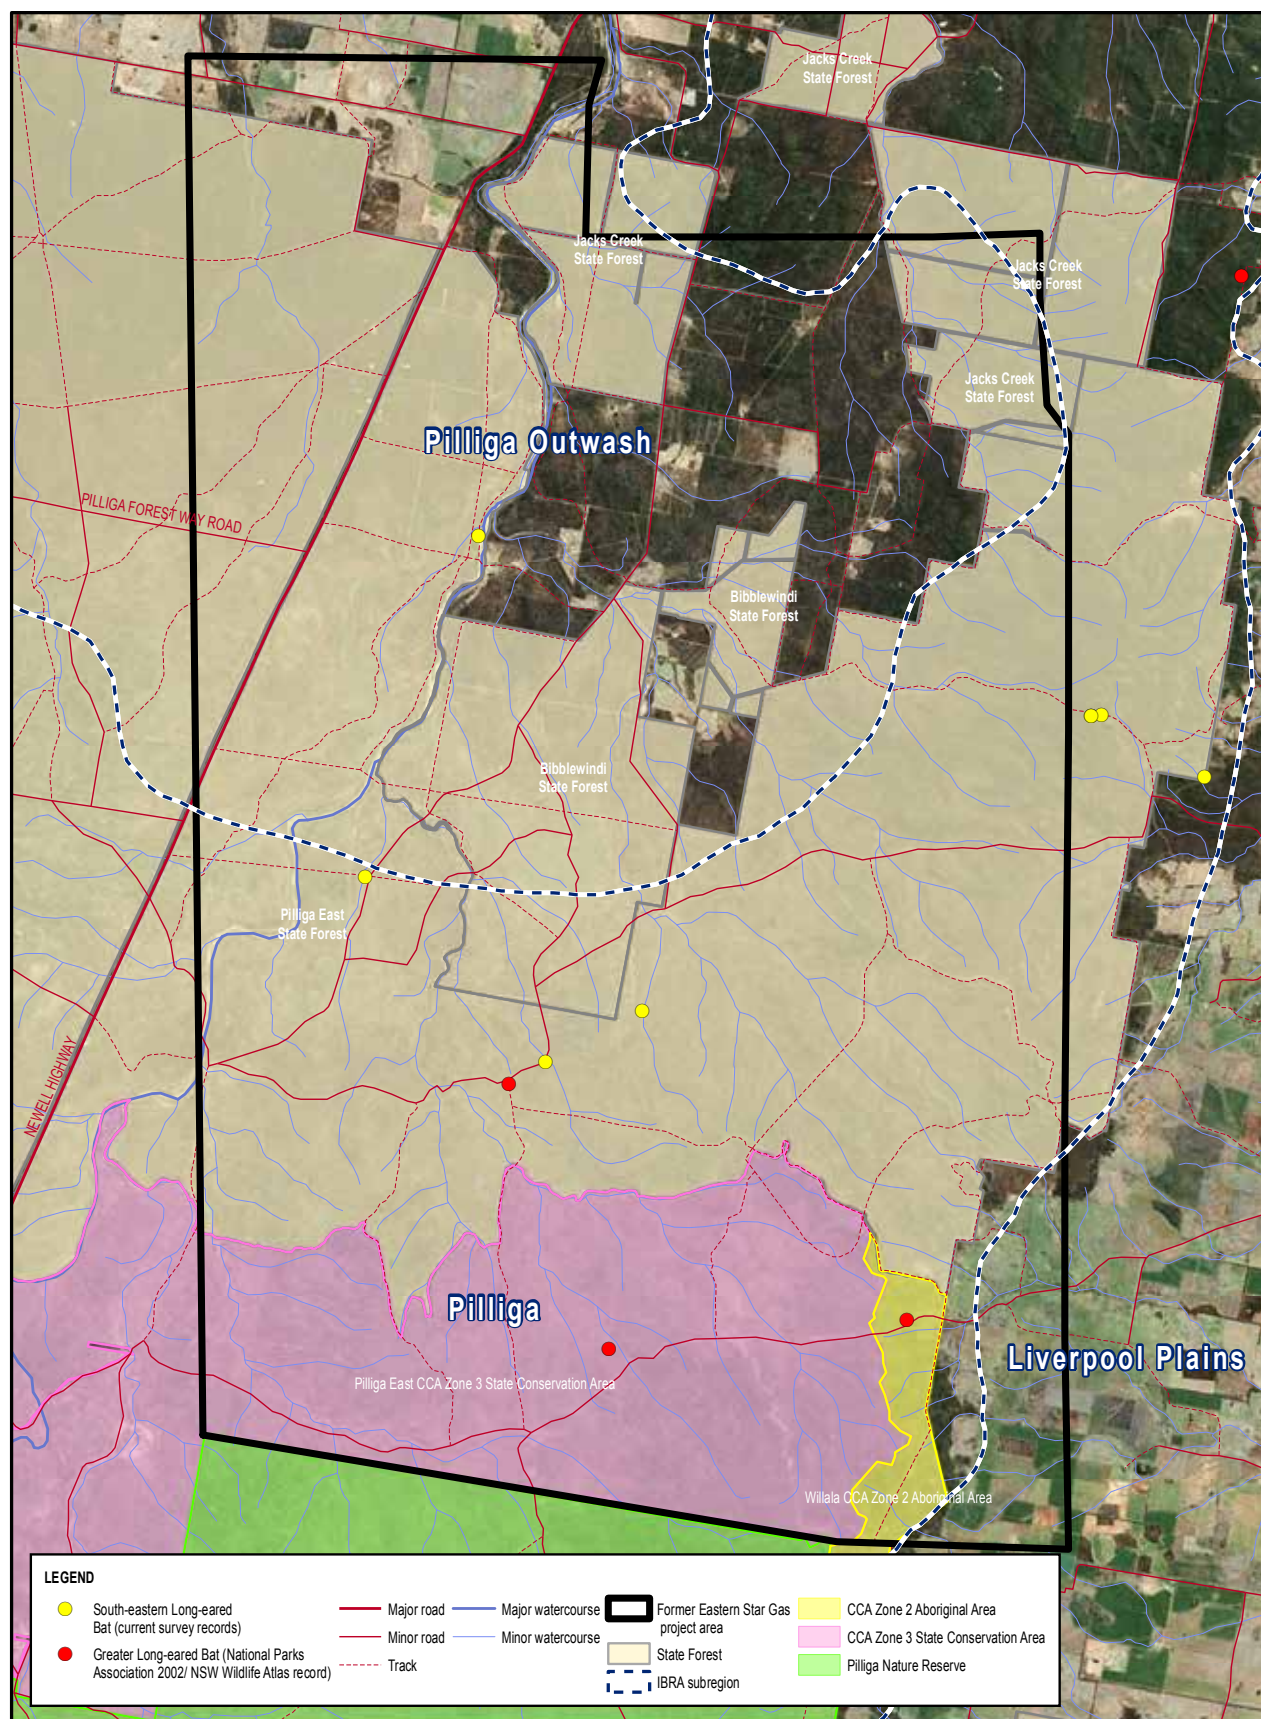 Jacks Creek
State Forest
Jacks Creek
State Forest
Jacks Creek
State Forest
Jacks Creek
State Forest
Pilliga Outwash
PILLIGA FOREST WAY ROAD
Bibblewindi
State Forest
Bibblewindi
State Forest
Pilliga East
State Forest
NEWELL HIGHWAY
Pilliga
Liverpool Plains
Pilliga East CCA Zone 3 State Conservation Area
Willala CCA Zone 2 Aboriginal Area
LEGEND
South-eastern Long-eared
Bat (current survey records)
Greater Long-eared Bat (National Parks
Association 2002/ NSW Wildlife Atlas record)
Major road
Minor road
Track
Major watercourse
Minor watercourse
Former Eastern Star Gas
project area
State Forest
IBRA subregion
CCA Zone 2 Aboriginal Area
CCA Zone 3 State Conservation Area
Pilliga Nature Reserve